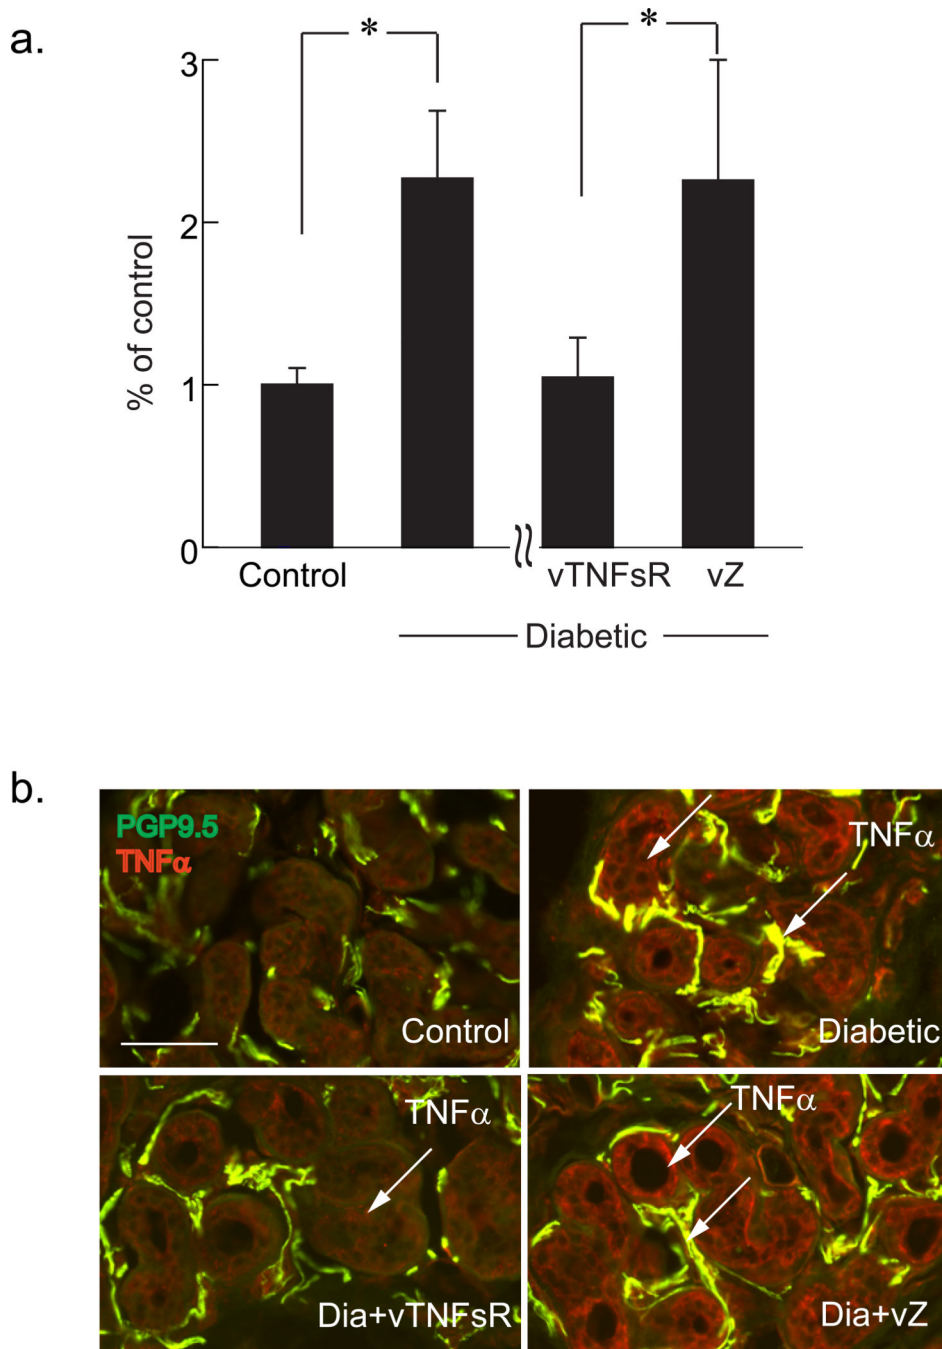 a.
*
*
3
2
1
0
% of control
Control
vTNFsR
vZ
Diabetic
b.
PGP9.5
TNFα
Control
TNFα
Diabetic
TNFα
Dia+vTNFsR
TNFα
Dia+vZ